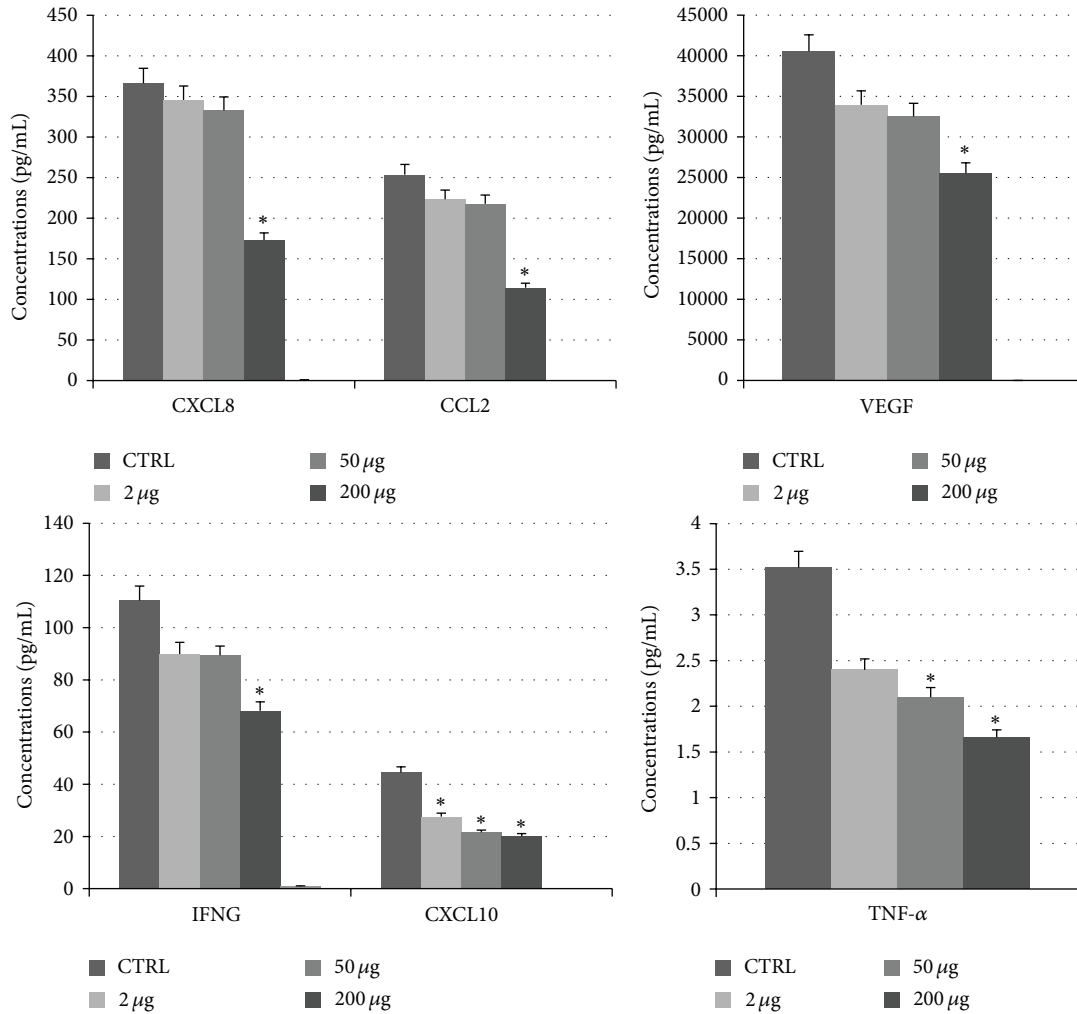 Concentrations (pg/mL)
450
400
350
300
250
200
150
100
50
0
*
*
CXCL8 CCL2
CTRL 50 μg
2 μg 200 μg
Concentrations (pg/mL)
45000
40000
35000
30000
25000
20000
15000
10000
5000
0
*
VEGF
CTRL 50 μg
2 μg 200 μg
Concentrations (pg/mL)
140
120
100
80
60
40
20
0
*
* * *
IFNG CXCL10
CTRL 50 μg
2 μg 200 μg
Concentrations (pg/mL)
4
3.5
3
2.5
2
1.5
1
0.5
0
*
*
TNF-α
CTRL 50 μg
2 μg 200 μg